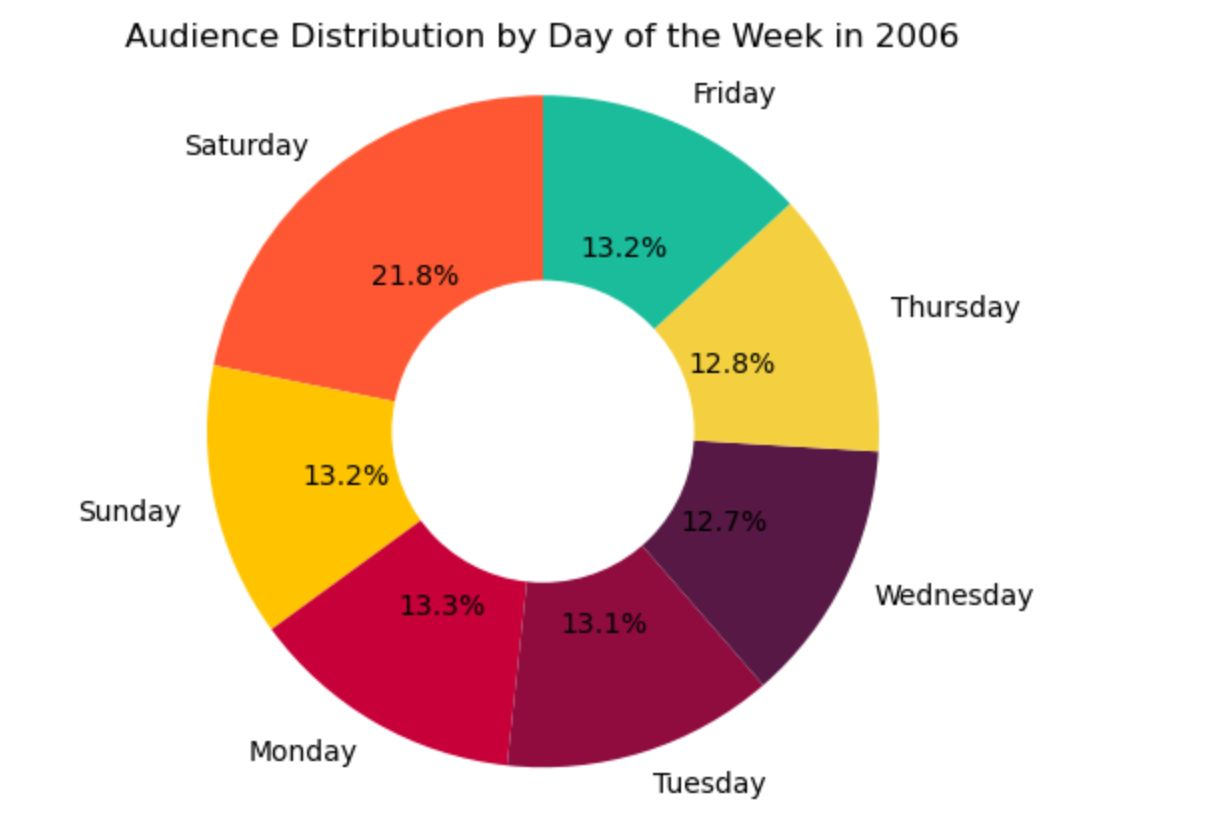 Audience Distribution by Day of the Week in 2006
Friday
Saturday
13.2%
21.8%
Thursday
12.8%
13.2%
Sunday
12.7%
Wednesday
13.3%
13.1%
Monday
Tuesday